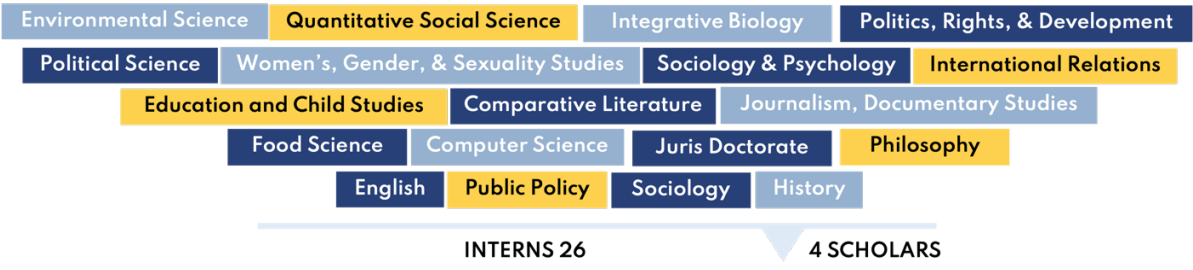 Environmental Science Quantitative Social Science Integrative Biology Politics, Rights, & Development
Political Science Women's, Gender, & Sexuality Studies Sociology & Psychology International Relations
Education and Child Studies Comparative Literature Journalism, Documentary Studies
Food Science Computer Science Juris Doctorate Philosophy
English Public Policy Sociology History
INTERNS 26 4 SCHOLARS